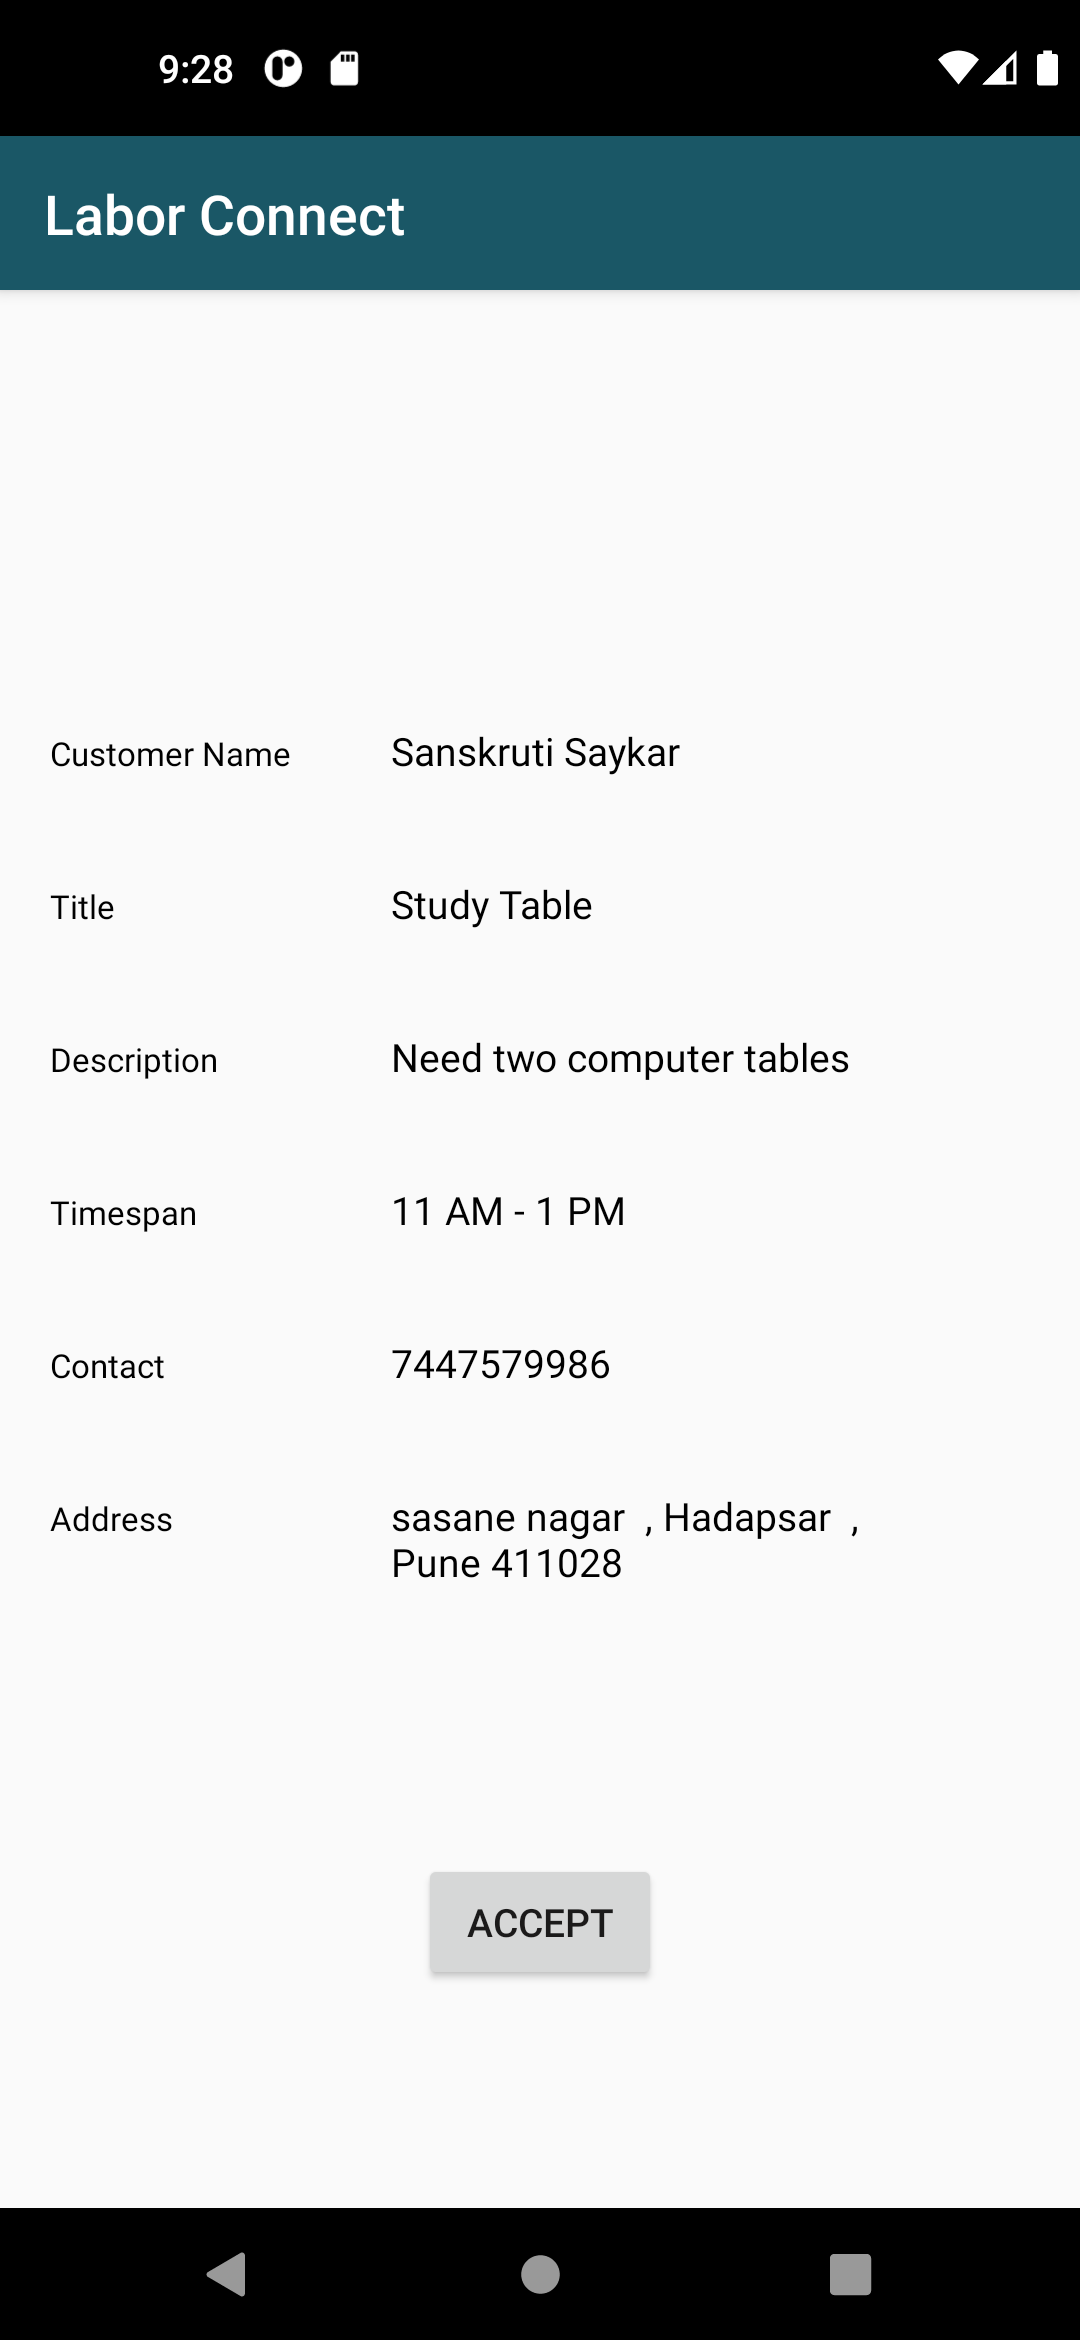 9:28
Labor Connect
Customer Name Sanskruti Saykar
Title Study Table
Description Need two computer tables
Timespan 11 AM - 1 PM
Contact 7447579986
Address sasane nagar  , Hadapsar  ,
Pune 411028
ACCEPT